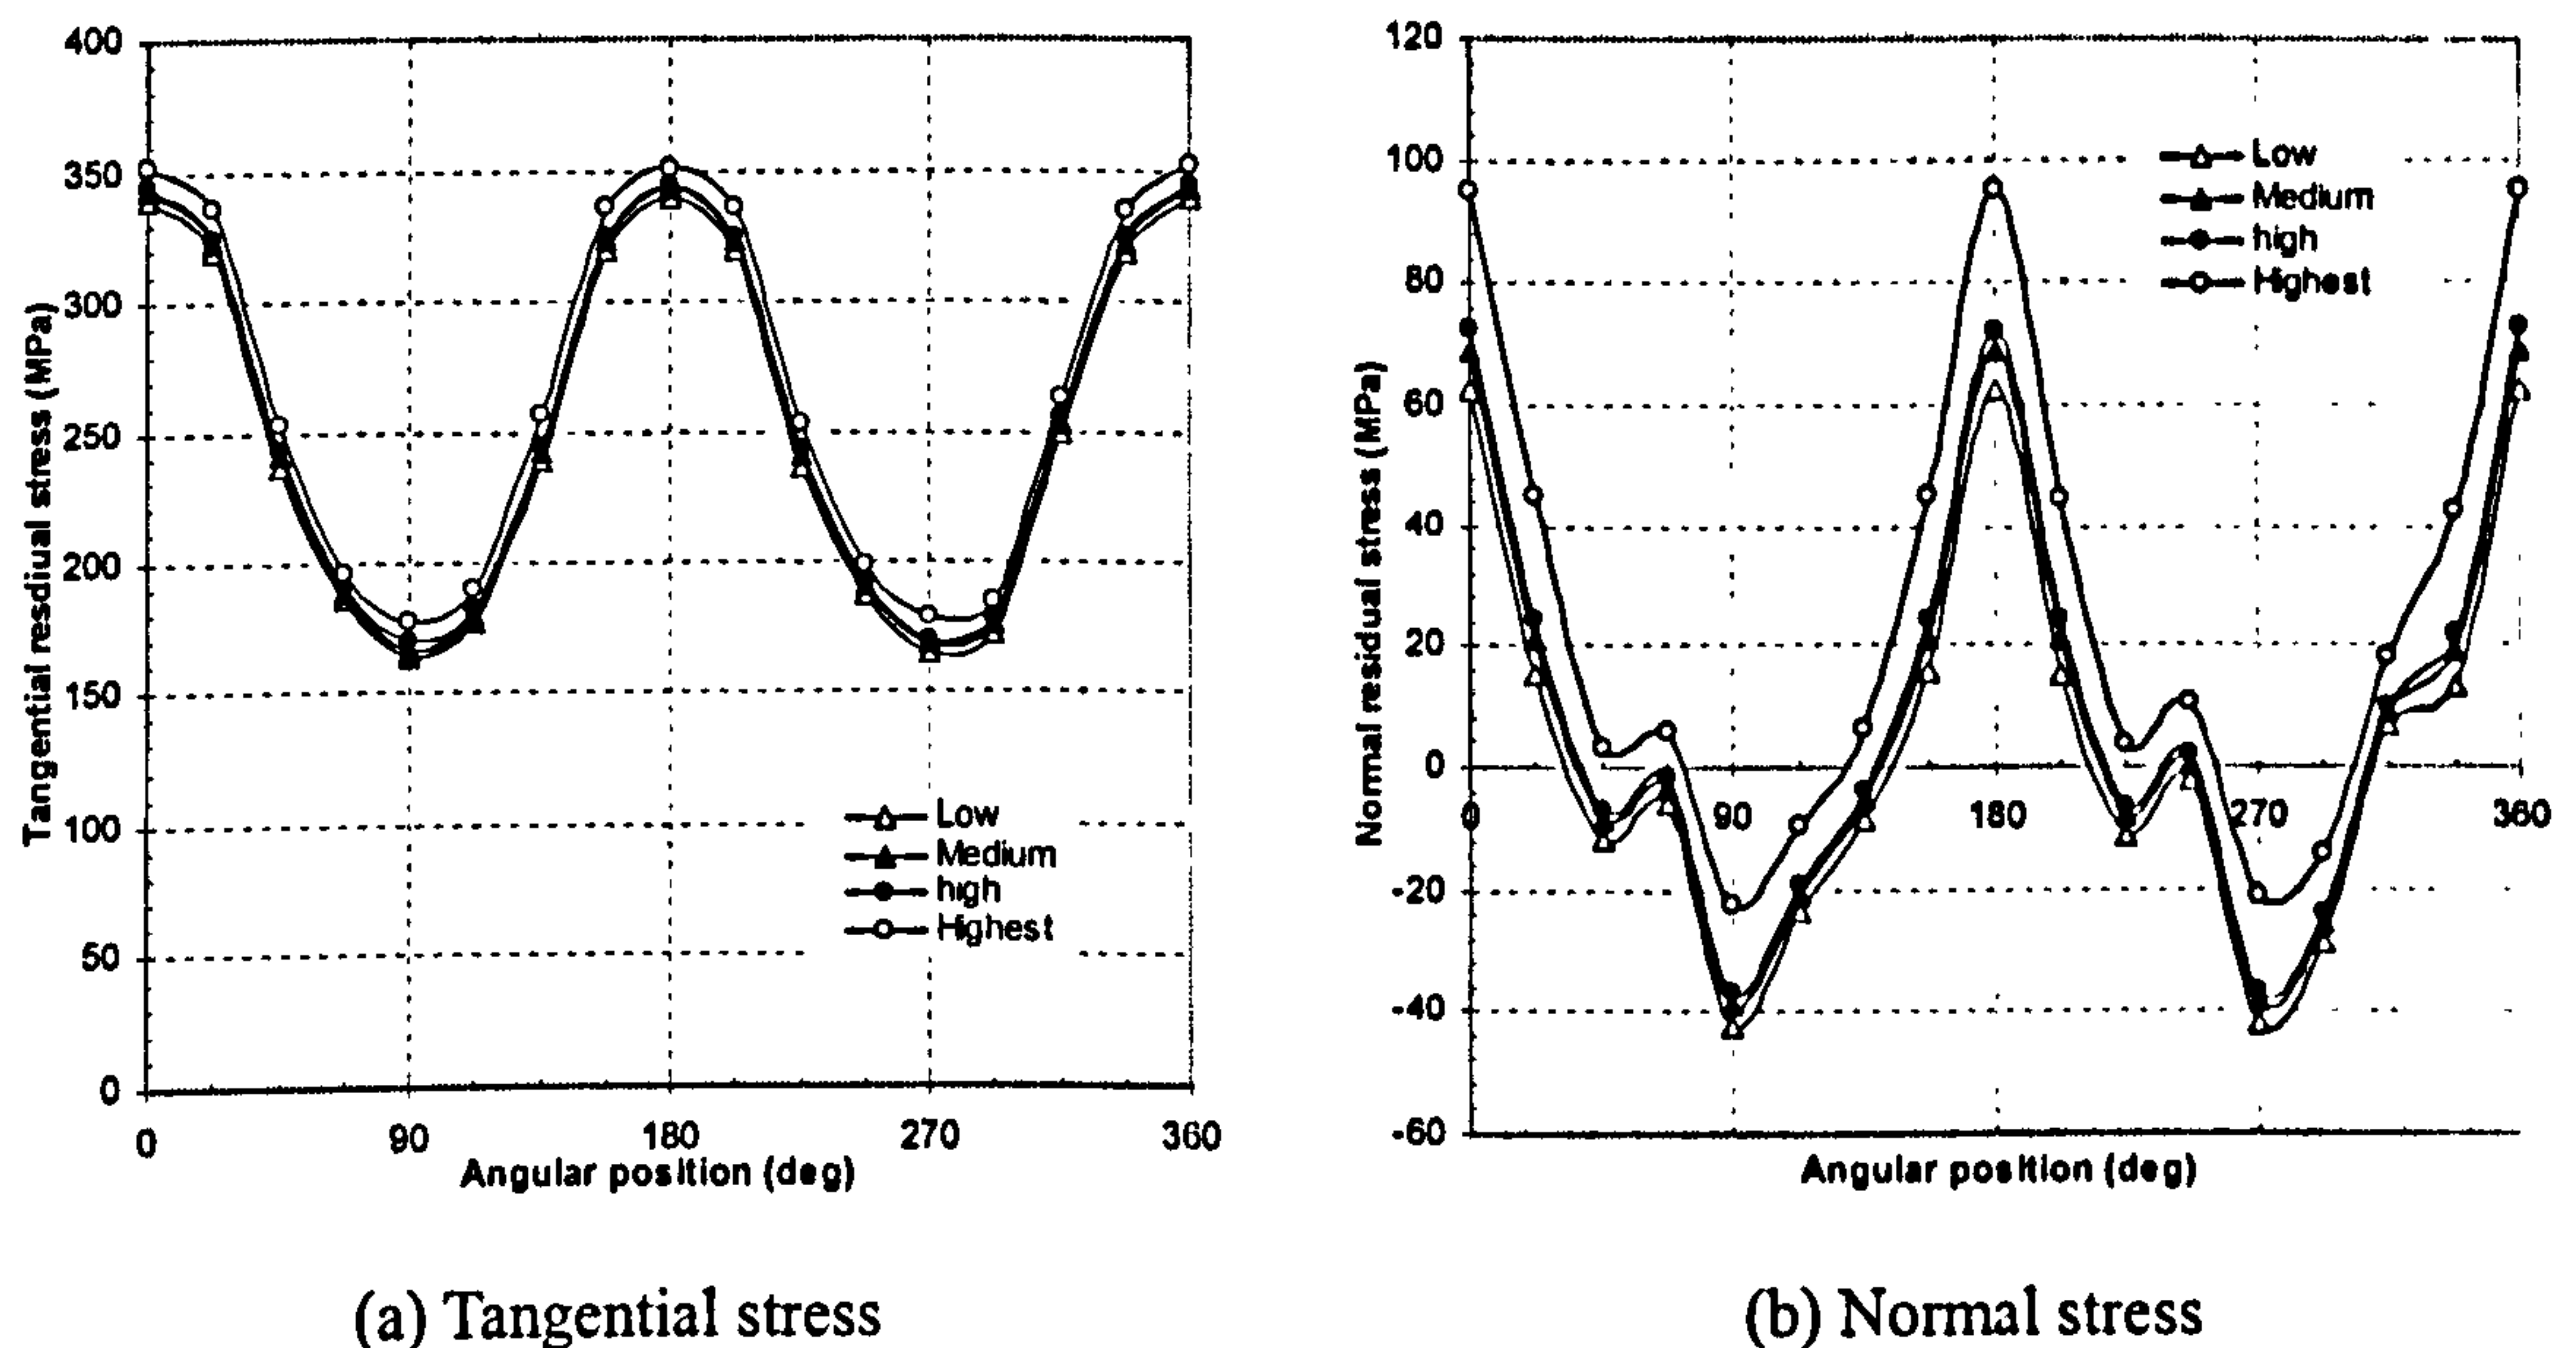 400
350
300
250
200
150
100
50
0
0 90 180 270 360
Tangential resdiual stress (MPa)
Angular position (deg)
Low
Medium
high
Highest
(a) Tangential stress
120
100
80
60
40
20
0
-20
-40
-60
0 90 180 270 360
Normal residual stress (MPa)
Angular position (deg)
Low
Medium
high
Highest
(b) Normal stress